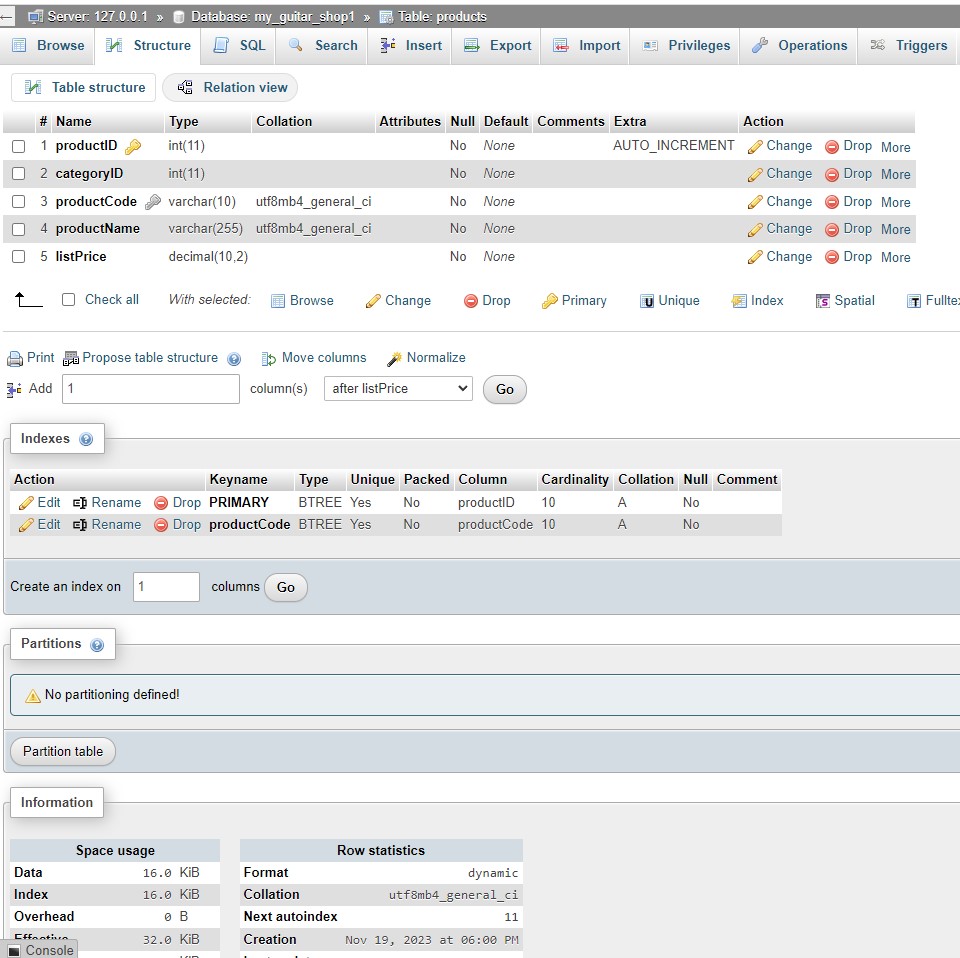 ← Server: 127.0.0.1 » Database: my_guitar_shop1 » Table: products
Browse Structure SQL Search Insert Export Import Privileges Operations Triggers
Table structure Relation view
# Name Type Collation Attributes Null Default Comments Extra Action
1 productID int(11) No None AUTO_INCREMENT Change Drop More
2 categoryID int(11) No None Change Drop More
3 productCode varchar(10) utf8mb4_general_ci No None Change Drop More
4 productName varchar(255) utf8mb4_general_ci No None Change Drop More
5 listPrice decimal(10,2) No None Change Drop More
Check all With selected: Browse Change Drop Primary U Unique Index S Spatial T Fullte
Print Propose table structure Move columns Normalize
Add 1 column(s) after listPrice Go
Indexes
Action Keyname Type Unique Packed Column Cardinality Collation Null Comment
Edit Rename Drop PRIMARY BTREE Yes No productID 10 A No
Edit Rename Drop productCode BTREE Yes No productCode 10 A No
Create an index on 1 columns Go
Partitions
No partitioning defined!
Partition table
Information
Space usage Row statistics
Data 16.0 KiB Format dynamic
Index 16.0 KiB Collation utf8mb4_general_ci
Overhead 0 B Next autoindex 11
Effective 32.0 KiB Creation Nov 19, 2023 at 06:00 PM
Console